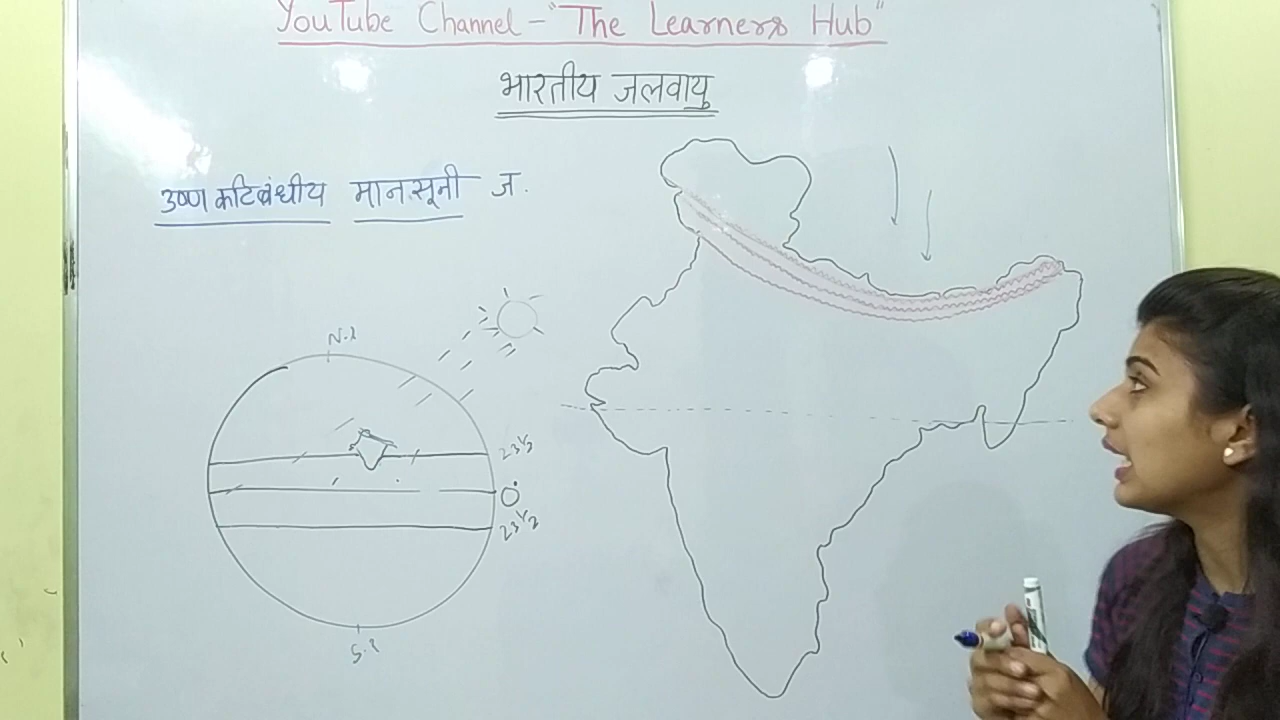 YouTube Channel - "The Learners Hub"
भारतीय जलवायु
उष्ण कटिबंधीय मानसूनी ज.
N.P
23½
0°
23½
S.P